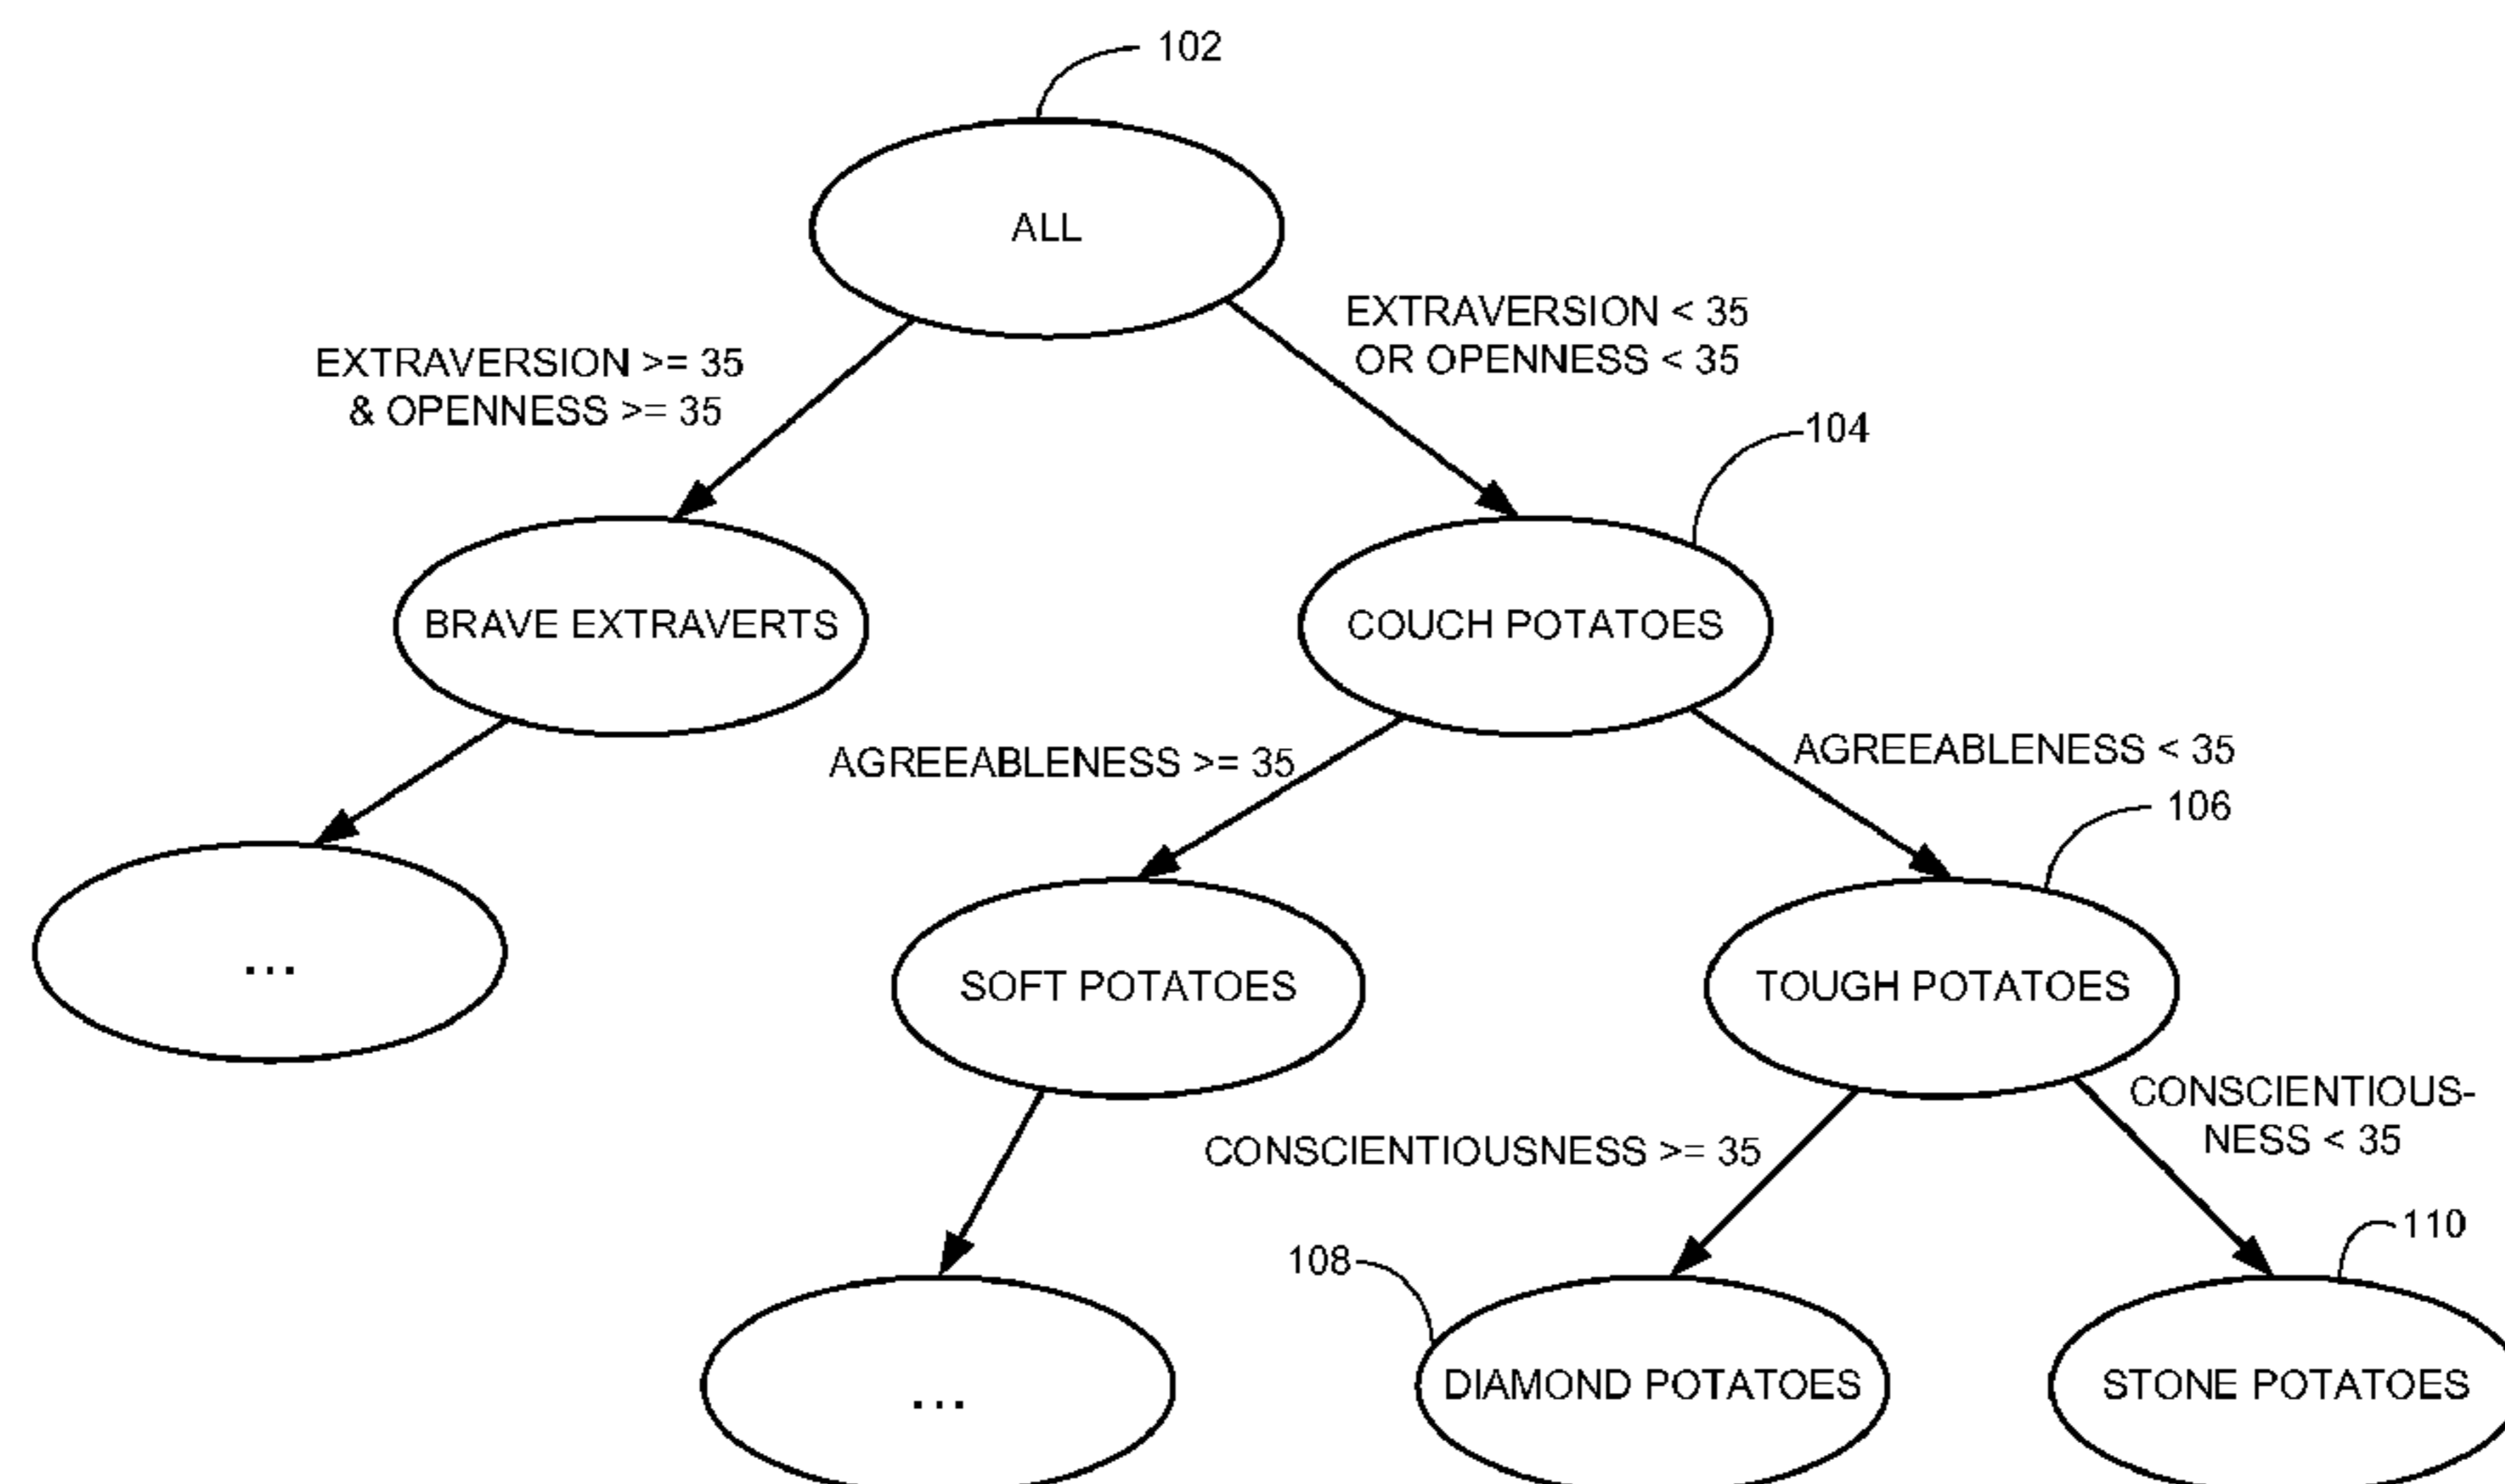 102
ALL
EXTRAVERSION < 35
OR OPENNESS < 35
EXTRAVERSION >= 35
& OPENNESS >= 35
104
BRAVE EXTRAVERTS
COUCH POTATOES
AGREEABLENESS >= 35
AGREEABLENESS < 35
106
...
SOFT POTATOES
TOUGH POTATOES
CONSCIENTIOUS-
NESS < 35
CONSCIENTIOUSNESS >= 35
108
110
...
DIAMOND POTATOES
STONE POTATOES